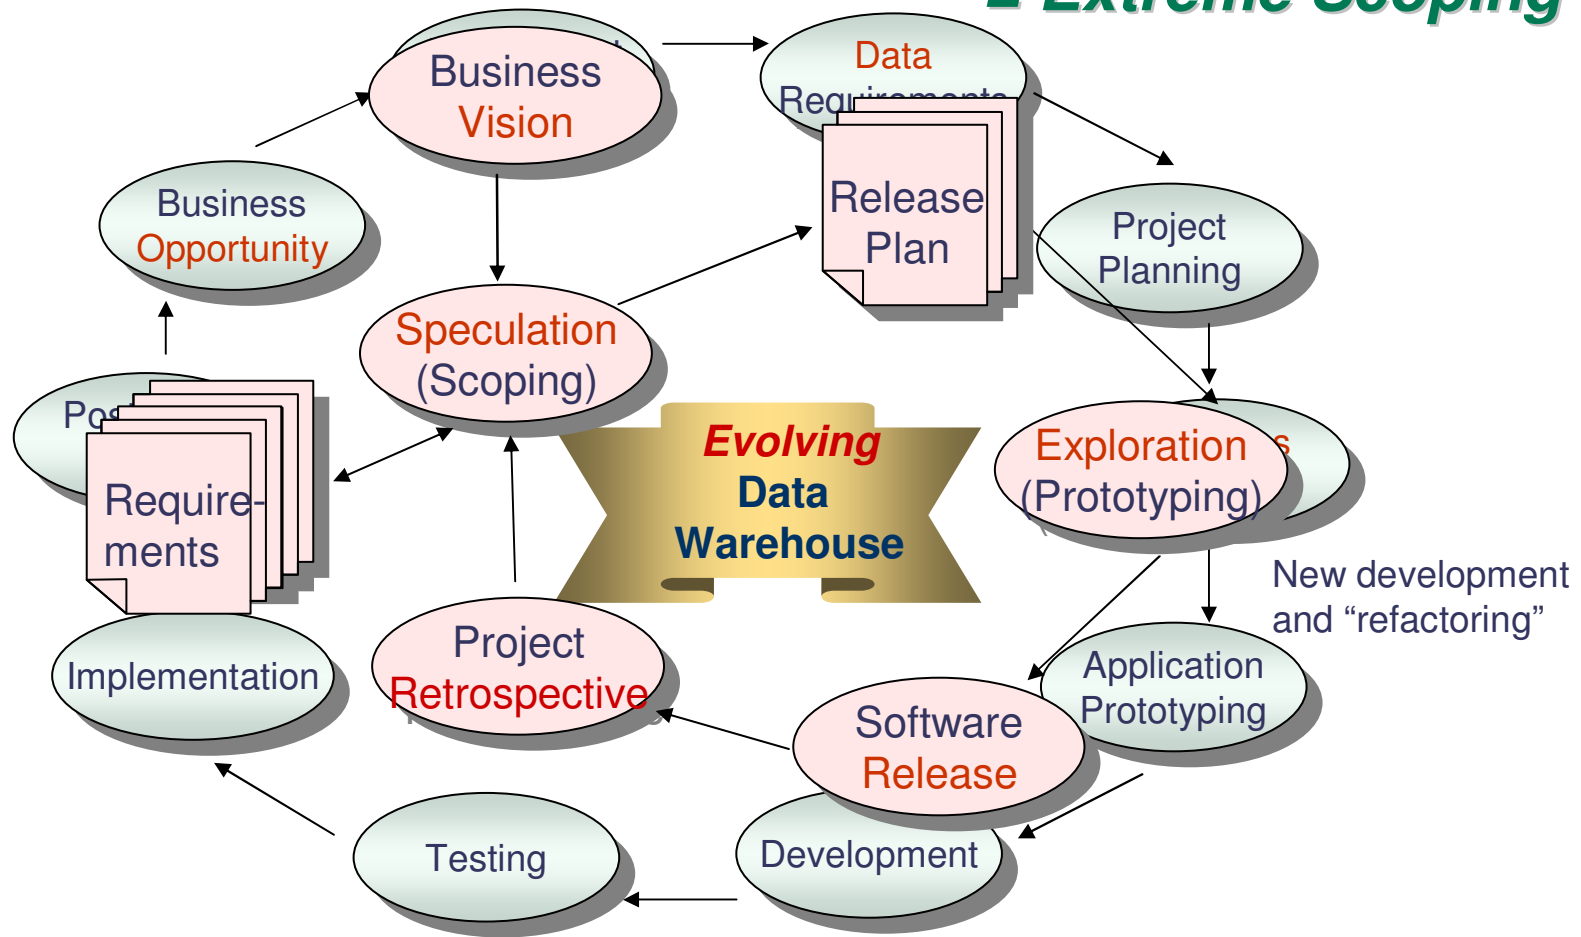 Extreme Scoping
Business
Vision
Data
Requirements
Release
Plan
Business
Opportunity
Project
Planning
Speculation
(Scoping)
Evolving
Data
Warehouse
Exploration
(Prototyping)
Require-
ments
New development
and “refactoring”
Project
Retrospective
Implementation
Application
Prototyping
Software
Release
Testing
Development